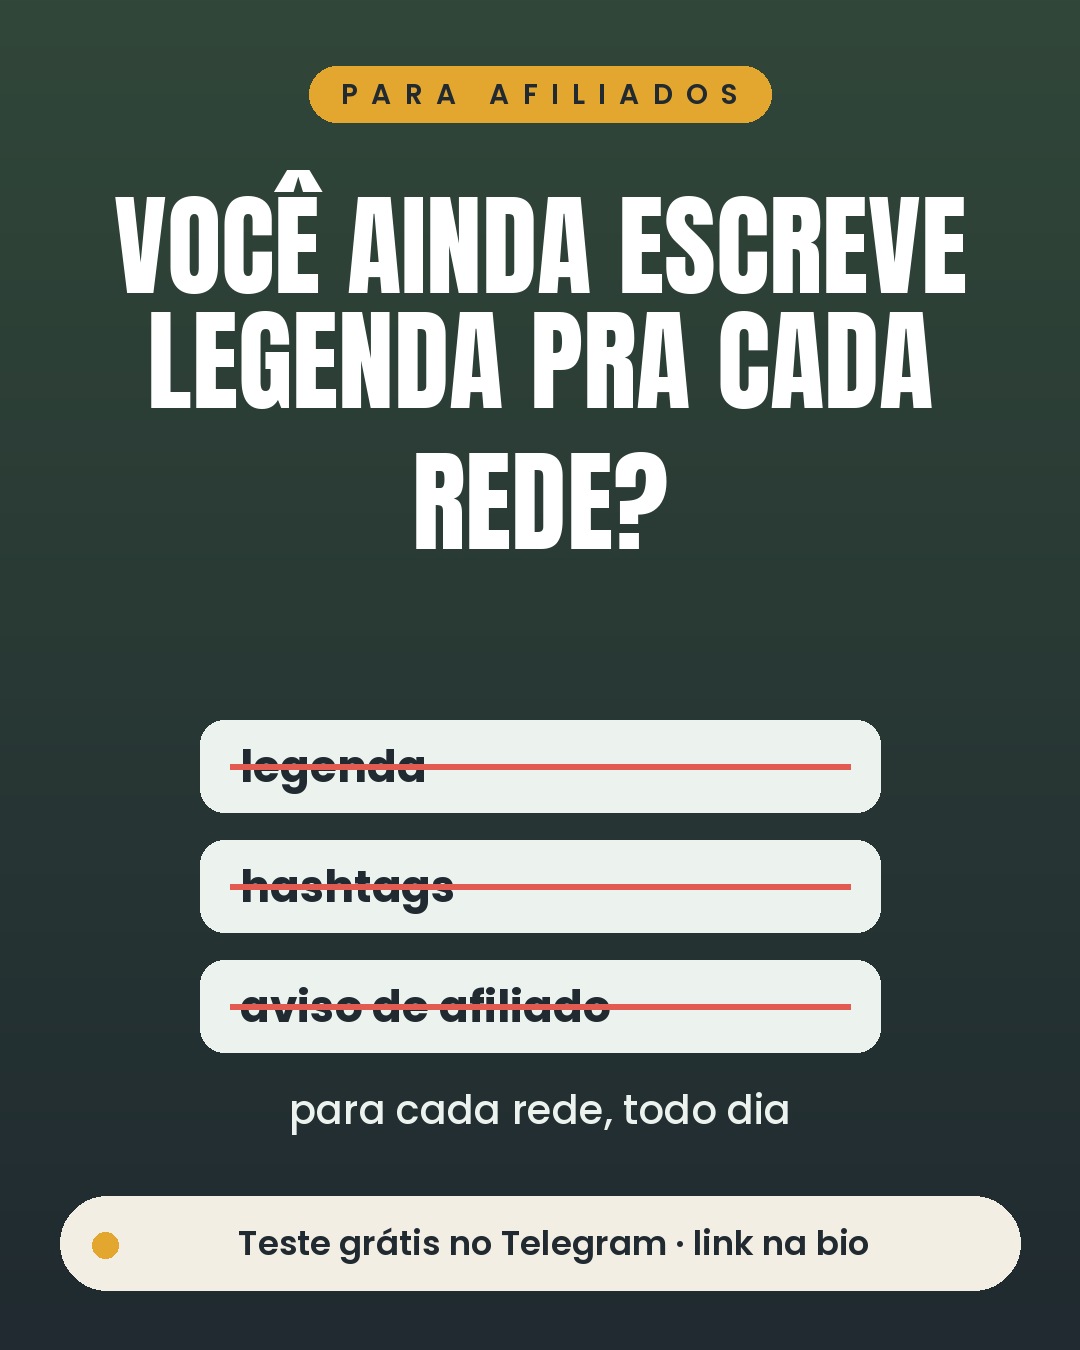 PARA AFILIADOS
VOCÊ AINDA ESCREVE
LEGENDA PRA CADA
REDE?
legenda
hashtags
aviso de afiliado
para cada rede, todo dia
Teste grátis no Telegram · link na bio